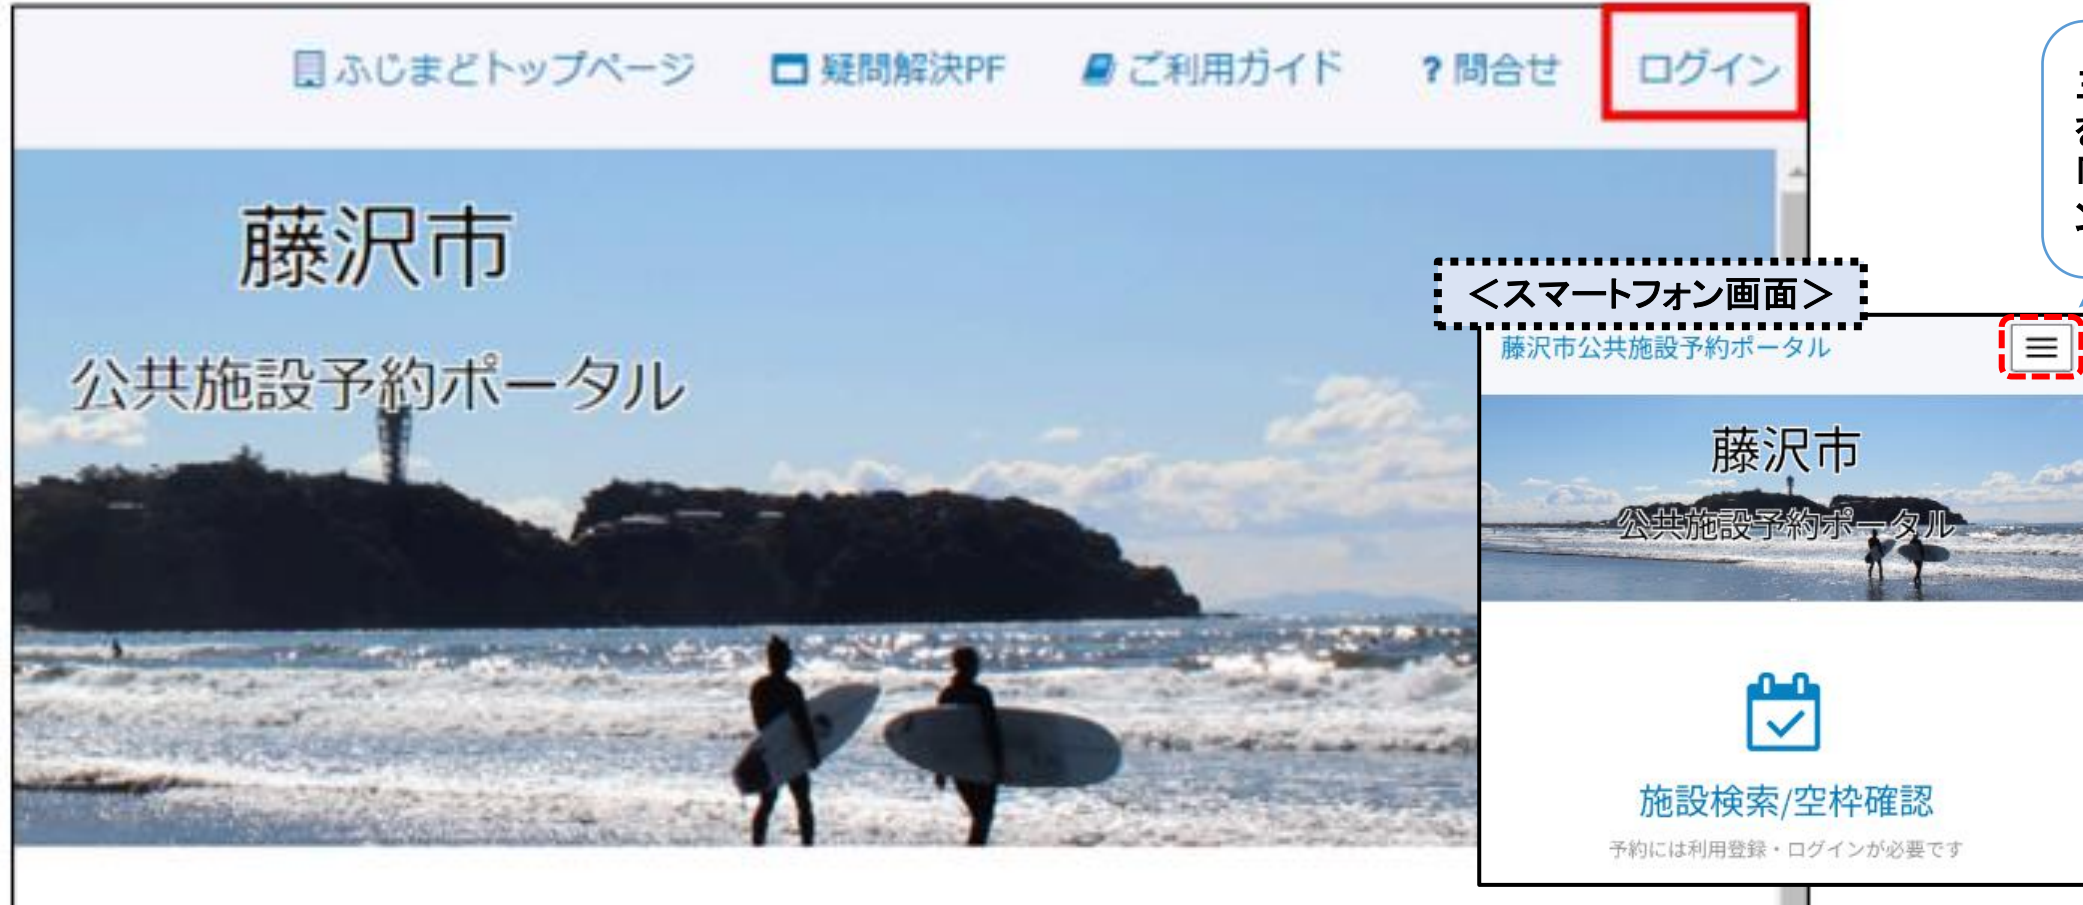 ふじまどトップページ 疑問解決PF ご利用ガイド ?問合せ ログイン
藤沢市
公共施設予約ポータル
＜スマートフォン画面＞
藤沢市公共施設予約ポータル
藤沢市
公共施設予約ポータル
施設検索/空枠確認
予約には利用登録・ログインが必要です